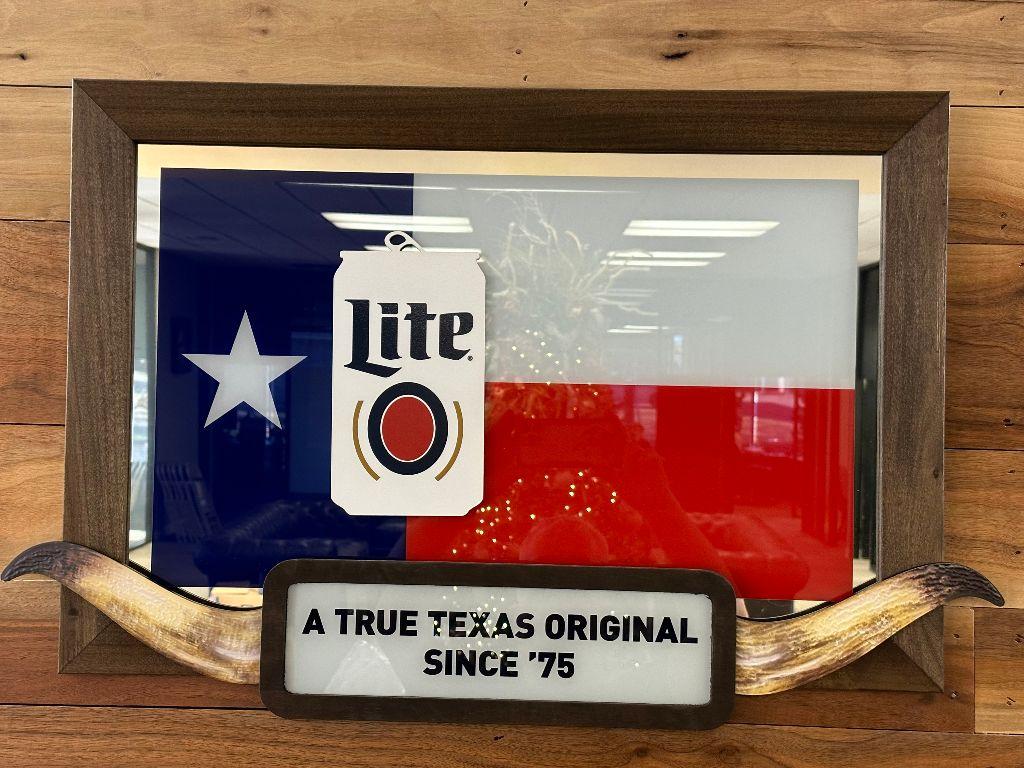 Lite
A TRUE TEXAS ORIGINAL
SINCE ’75